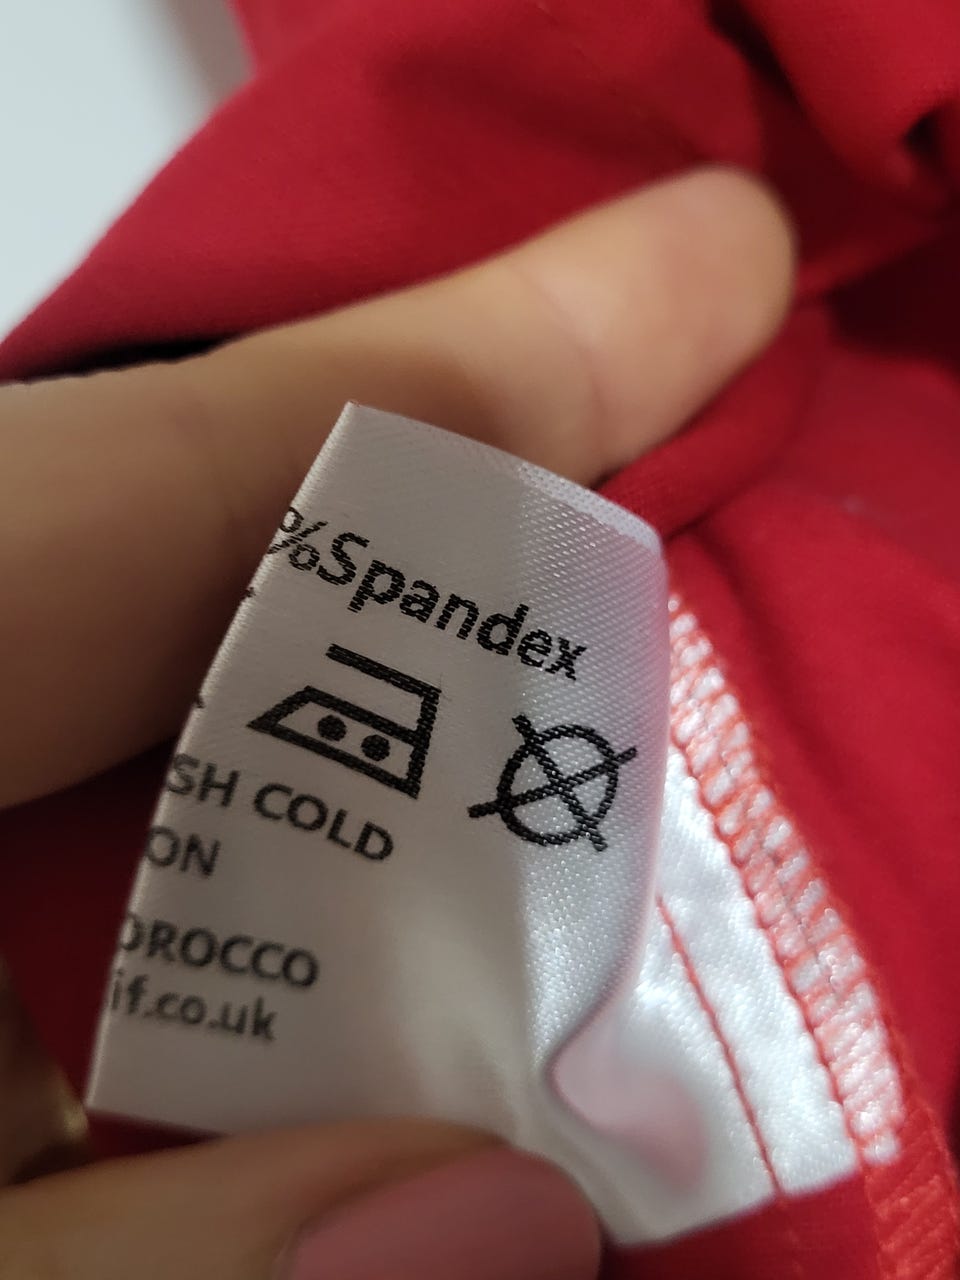 %Spandex
SH COLD
ON
OROCCO
if.co.uk